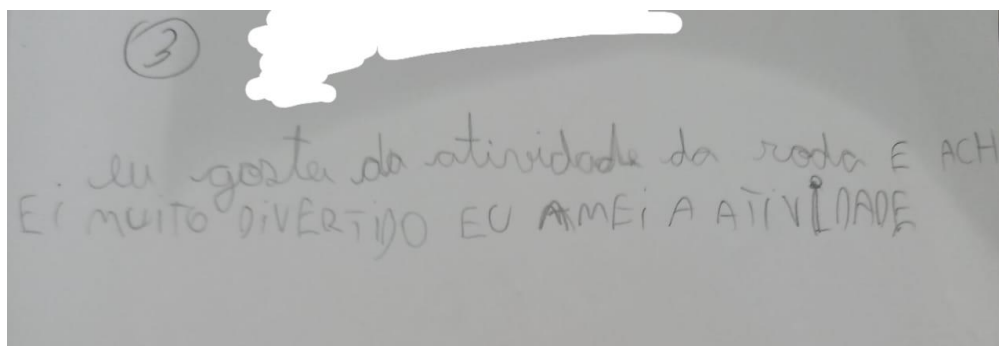 3
eu gostei da atividade da roda E ACH
Ei MUITO DiVERTiDO EU AMEi A ATiViDADE